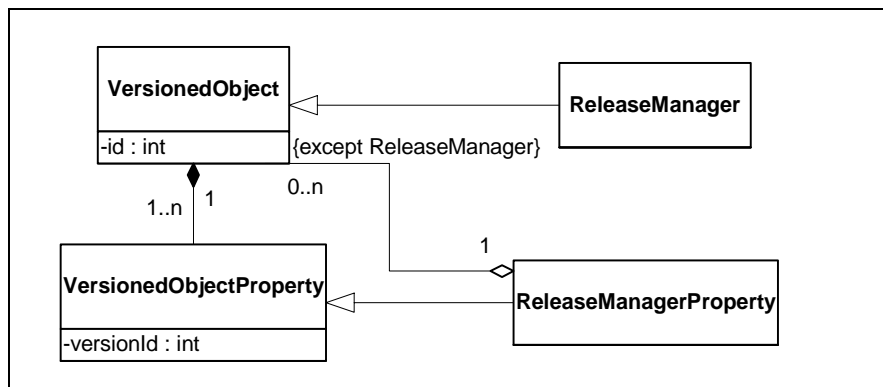 VersionedObject
ReleaseManager
-id : int
{except ReleaseManager}
0..n
1
1..n
1
VersionedObjectProperty
ReleaseManagerProperty
-versionId : int